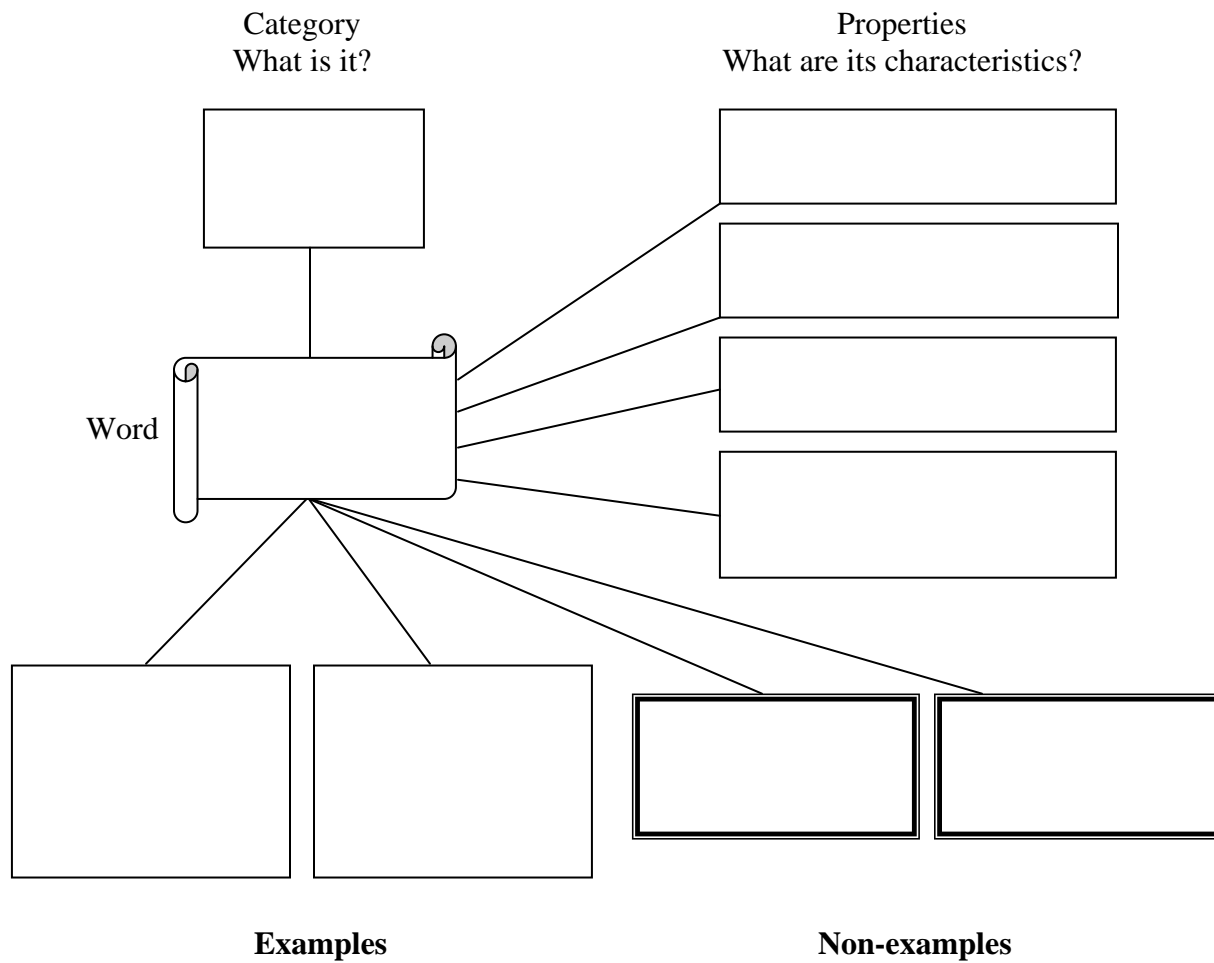 Category
What is it?
Properties
What are its characteristics?
Word
Examples
Non-examples